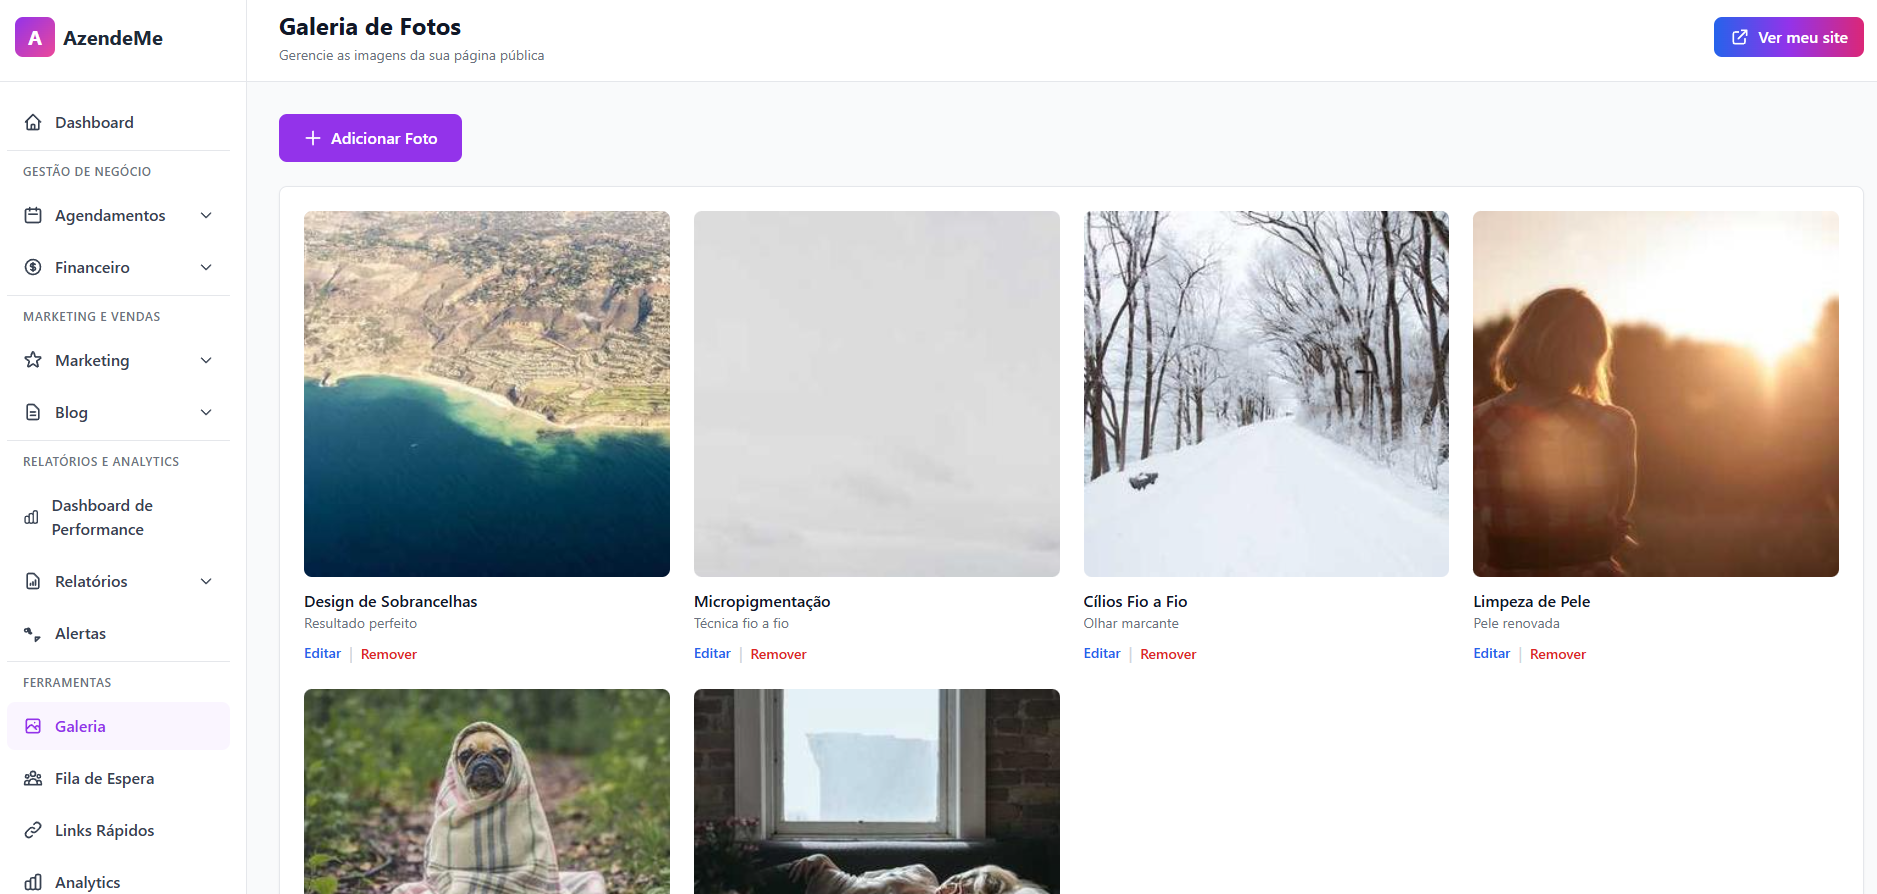 A AzendeMe
Galeria de Fotos
Gerencie as imagens da sua página pública
Ver meu site
Dashboard
GESTÃO DE NEGÓCIO
Agendamentos
Financeiro
MARKETING E VENDAS
Marketing
Blog
RELATÓRIOS E ANALYTICS
Dashboard de
Performance
Relatórios
Alertas
FERRAMENTAS
Galeria
Fila de Espera
Links Rápidos
Analytics
Adicionar Foto
Design de Sobrancelhas
Resultado perfeito
Editar | Remover
Micropigmentação
Técnica fio a fio
Editar | Remover
Cílios Fio a Fio
Olhar marcante
Editar | Remover
Limpeza de Pele
Pele renovada
Editar | Remover